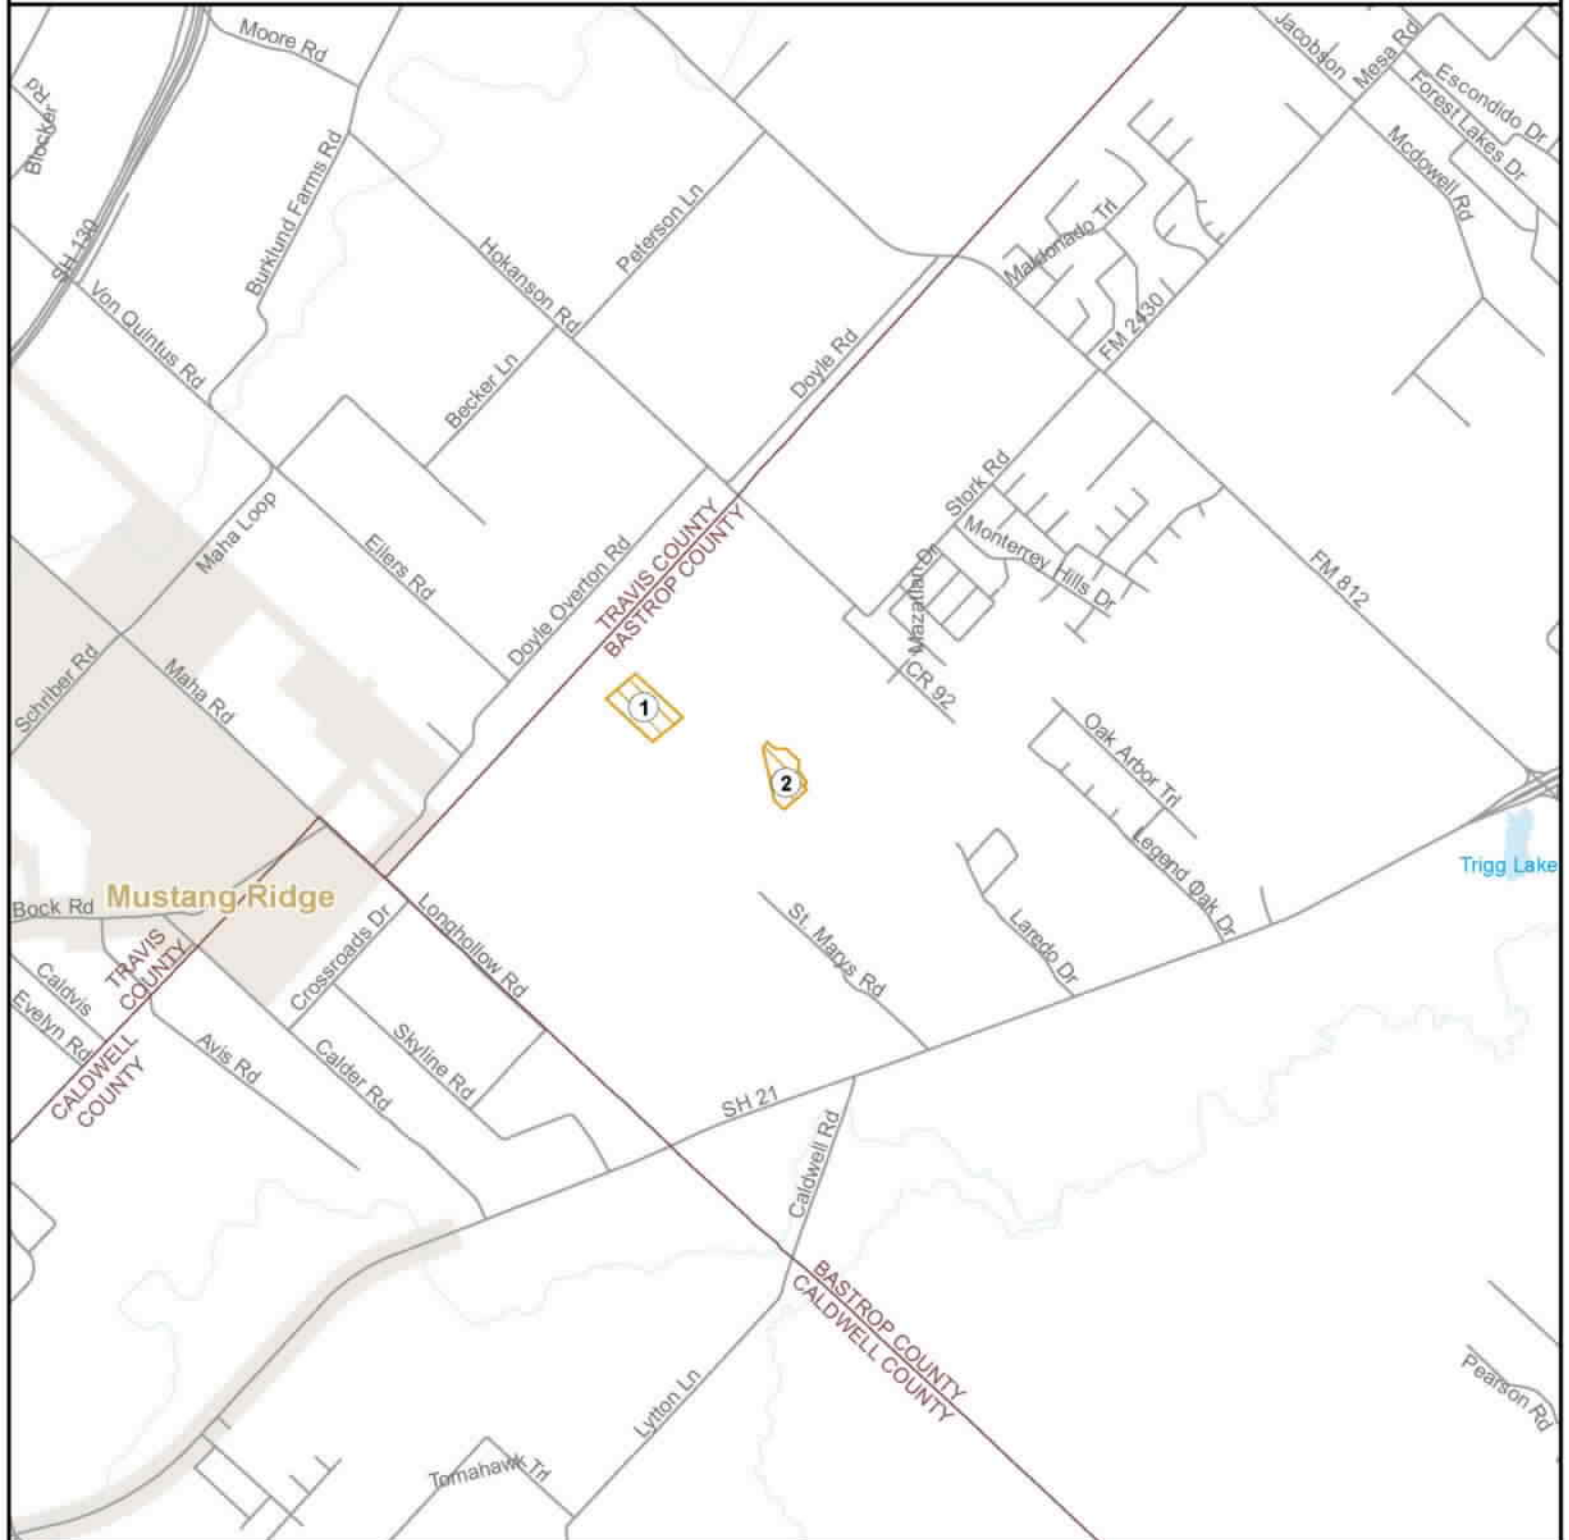 Moore Rd
Jacobson
Mesa Rd
Escondido Dr
Forest Lakes Dr
Mcdowell Rd
Blocker Rd
Burklund Farms Rd
SH 130
Peterson Ln
Hokanson Rd
Maldonado Trl
FM 2430
Von Quintus Rd
Becker Ln
Doyle Rd
Stork Rd
Maha Loop
Eilers Rd
Doyle Overton Rd
TRAVIS COUNTY
BASTROP COUNTY
Monterrey Hills Dr
Mazatlan Dr
FM 812
CR 92
Schriber Rd
Maha Rd
1
2
Oak Arbor Trl
Legend Oak Dr
Trigg Lake
Mustang Ridge
Bock Rd
TRAVIS
COUNTY
Crossroads Dr
Longhollow Rd
St. Marys Rd
Laredo Dr
Caldvis
Evelyn Rd
CALDWELL
COUNTY
Avis Rd
Calder Rd
Skyline Rd
SH 21
Caldwell Rd
BASTROP COUNTY
CALDWELL COUNTY
Lytton Ln
Tomahawk Trl
Pearson Rd